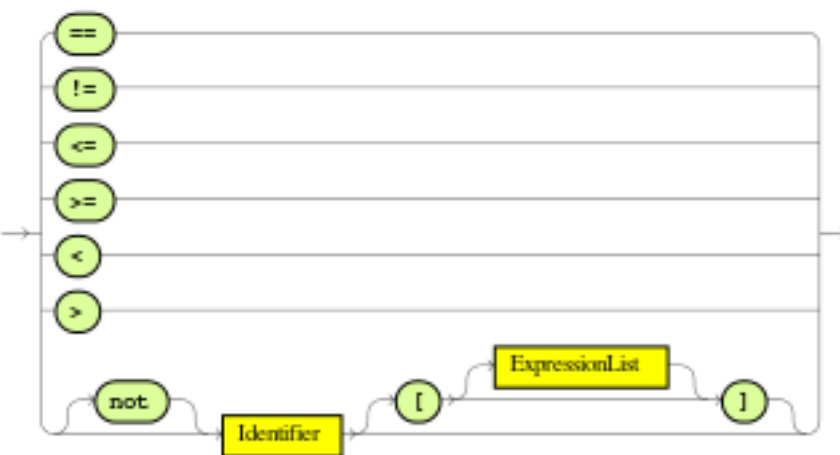 ==
!=
<=
>=
<
>
ExpressionList
not [ ]
Identifier